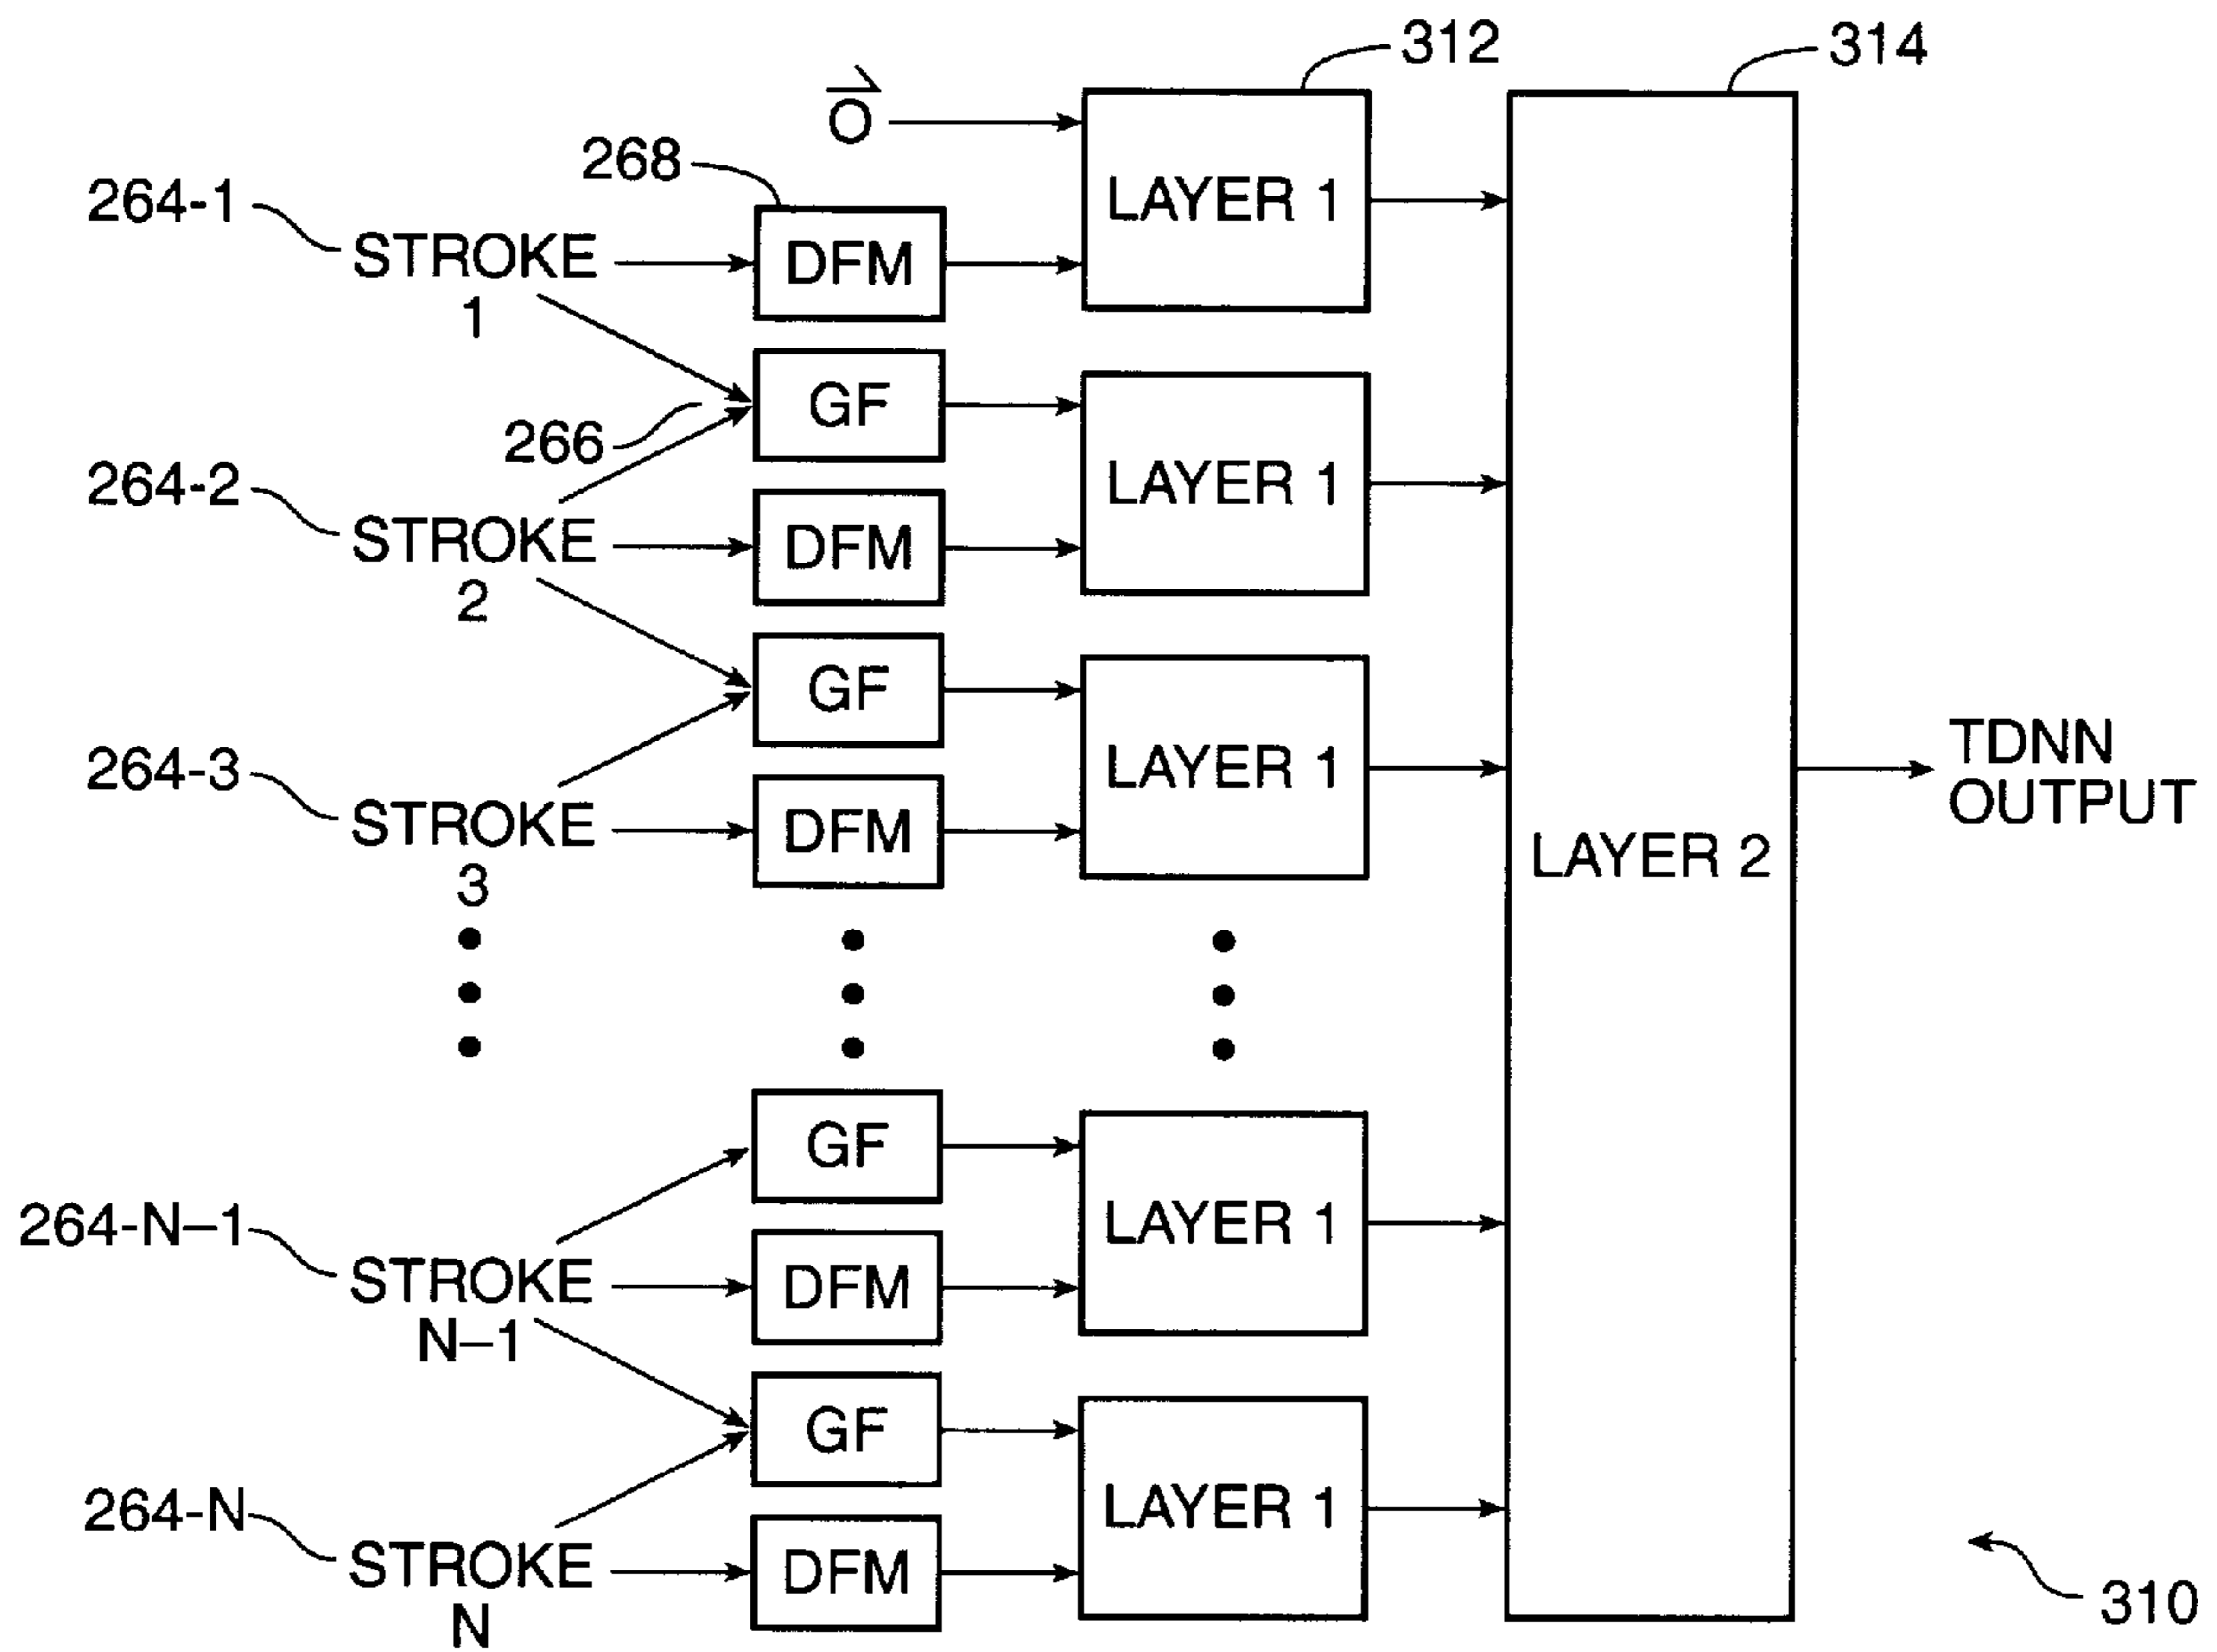 312
314
O
268
264-1
STROKE
1
DFM
LAYER 1
266
GF
LAYER 1
264-2
STROKE
2
DFM
GF
LAYER 1
264-3
STROKE
3
DFM
LAYER 2
TDNN
OUTPUT
GF
LAYER 1
264-N–1
STROKE
N–1
DFM
GF
LAYER 1
264-N
STROKE
N
DFM
310